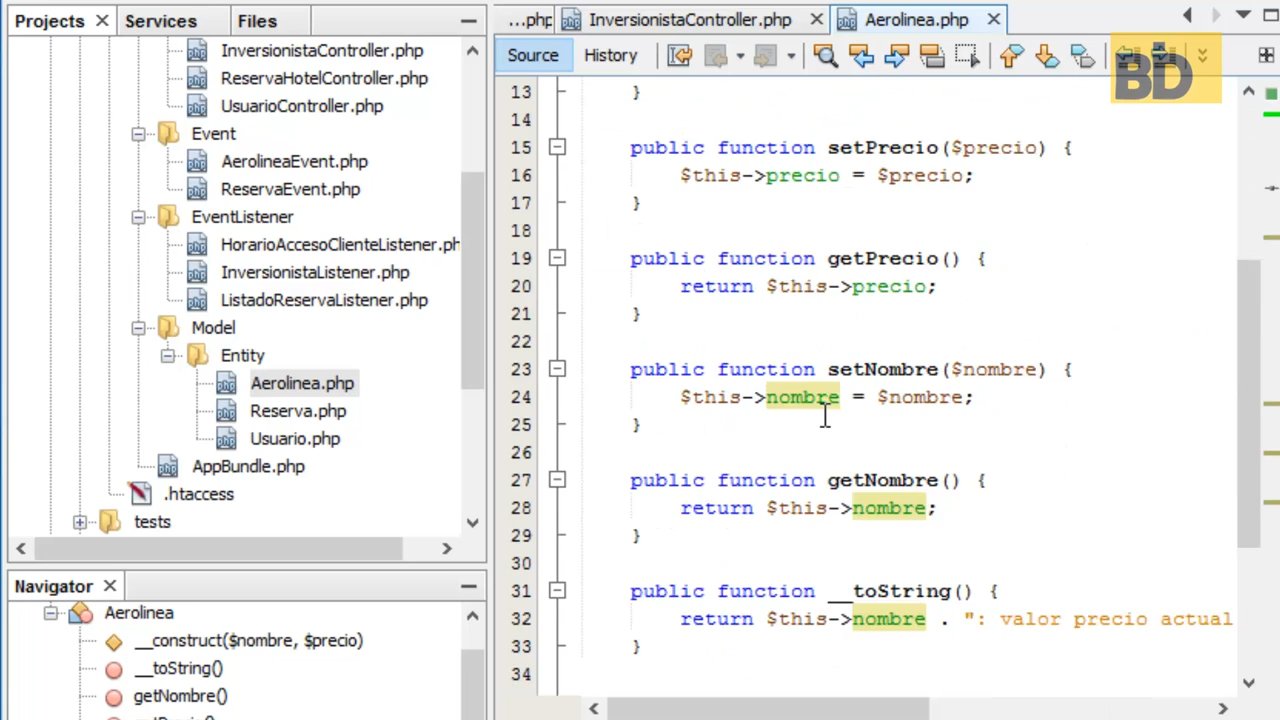 Projects
Services
Files
InversionistaController.php
ReservaHotelController.php
UsuarioController.php
Event
AerolineaEvent.php
ReservaEvent.php
EventListener
HorarioAccesoClienteListener.ph
InversionistaListener.php
ListadoReservaListener.php
Model
Entity
Aerolinea.php
Reserva.php
Usuario.php
AppBundle.php
.htaccess
tests
Navigator
Aerolinea
__construct($nombre, $precio)
__toString()
getNombre()
...php
InversionistaController.php
Aerolinea.php
Source
History
BD
13 }
14
15 public function setPrecio($precio) {
16 $this->precio = $precio;
17 }
18
19 public function getPrecio() {
20 return $this->precio;
21 }
22
23 public function setNombre($nombre) {
24 $this->nombre = $nombre;
25 }
26
27 public function getNombre() {
28 return $this->nombre;
29 }
30
31 public function __toString() {
32 return $this->nombre . ": valor precio actual
33 }
34